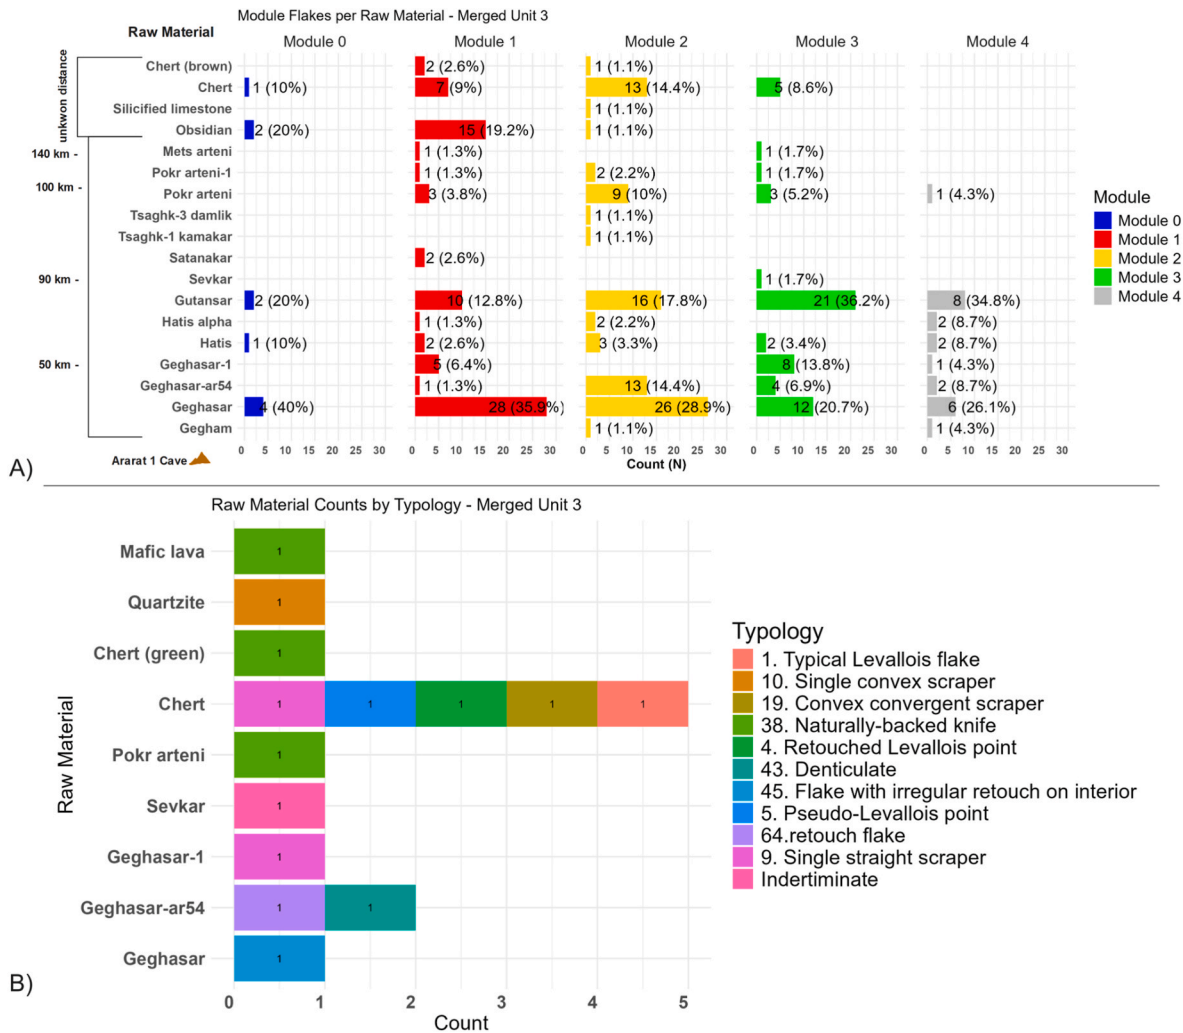 Module Flakes per Raw Material - Merged Unit 3
Raw Material
Module 0 Module 1 Module 2 Module 3 Module 4
unkwon distance
Chert (brown) 2 (2.6%) 1 (1.1%)
Chert 1 (10%) 7 (9%) 13 (14.4%) 5 (8.6%)
Silicified limestone 1 (1.1%)
Obsidian 2 (20%) 15 (19.2%) 1 (1.1%)
140 km - Mets arteni 1 (1.3%) 1 (1.7%)
Pokr arteni-1 1 (1.3%) 2 (2.2%) 1 (1.7%)
100 km - Pokr arteni 3 (3.8%) 9 (10%) 3 (5.2%) 1 (4.3%)
Tsaghk-3 damlik 1 (1.1%)
Tsaghk-1 kamakar 1 (1.1%)
Satanakar 2 (2.6%)
90 km - Sevkar 1 (1.7%)
Gutansar 2 (20%) 10 (12.8%) 16 (17.8%) 21 (36.2%) 8 (34.8%)
Hatis alpha 1 (1.3%) 2 (2.2%) 2 (8.7%)
Hatis 1 (10%) 2 (2.6%) 3 (3.3%) 2 (3.4%) 2 (8.7%)
50 km - Geghasar-1 5 (6.4%) 8 (13.8%) 1 (4.3%)
Geghasar-ar54 1 (1.3%) 13 (14.4%) 4 (6.9%) 2 (8.7%)
Geghasar 4 (40%) 28 (35.9%) 26 (28.9%) 12 (20.7%) 6 (26.1%)
Gegham 1 (1.1%) 1 (4.3%)
0 5 10 15 20 25 30 0 5 10 15 20 25 30 0 5 10 15 20 25 30 0 5 10 15 20 25 30 0 5 10 15 20 25 30
Ararat 1 Cave
Count (N)
A)
Module
Module 0
Module 1
Module 2
Module 3
Module 4
Raw Material Counts by Typology - Merged Unit 3
Raw Material
Mafic lava 1
Quartzite 1
Chert (green) 1
Chert 1 1 1 1 1
Pokr arteni 1
Sevkar 1
Geghasar-1 1
Geghasar-ar54 1 1
Geghasar 1
0 1 2 3 4 5
Count
B)
Typology
1. Typical Levallois flake
10. Single convex scraper
19. Convex convergent scraper
38. Naturally-backed knife
4. Retouched Levallois point
43. Denticulate
45. Flake with irregular retouch on interior
5. Pseudo-Levallois point
64.retouch flake
9. Single straight scraper
Indertiminate